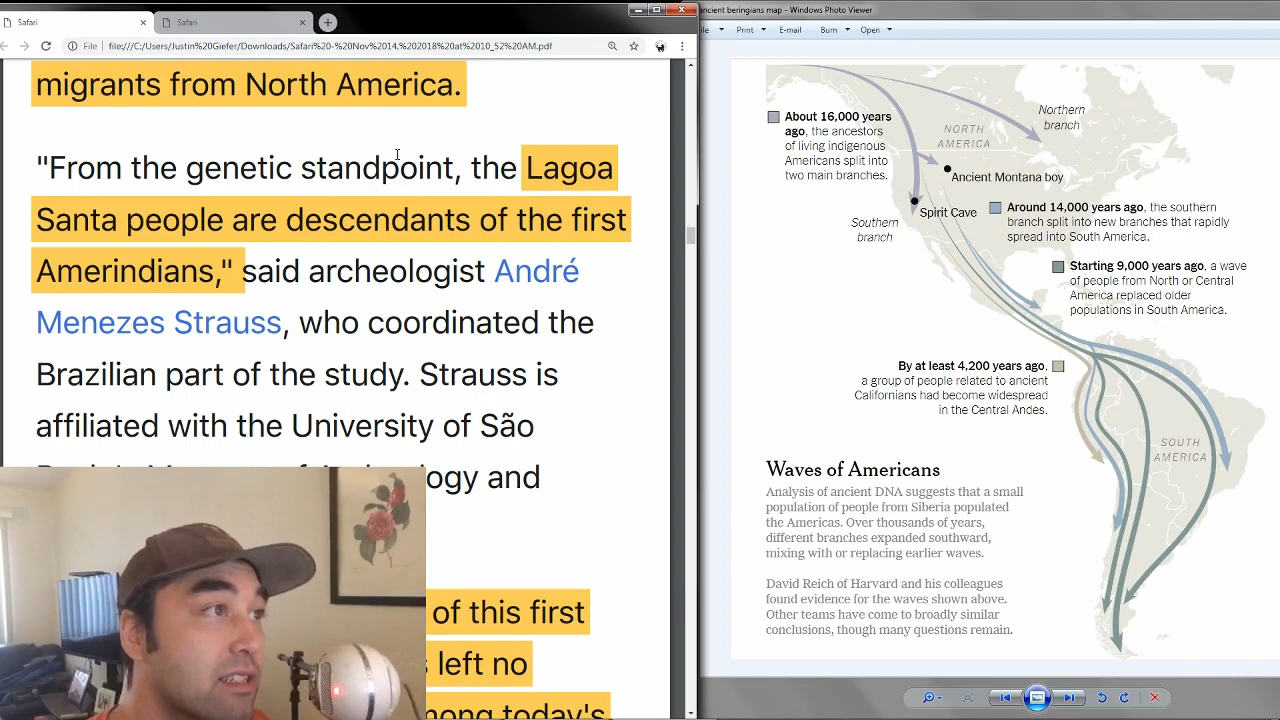 Safari
Safari
File
file:///C:/Users/Justin%20Giefer/Downloads/Safari%20-%20Nov%2014,%202018%20at%2010_52%20AM.pdf
migrants from North America.
"From the genetic standpoint, the Lagoa
Santa people are descendants of the first
Amerindians," said archeologist André
Menezes Strauss, who coordinated the
Brazilian part of the study. Strauss is
affiliated with the University of São
and
of this first
left no
today's
ancient beringians map - Windows Photo Viewer
Print
E-mail
Burn
Open
About 16,000 years
ago, the ancestors
of living indigenous
Americans split into
two main branches.
NORTH
AMERICA
Northern
branch
Ancient Montana boy
Spirit Cave
Southern
branch
Around 14,000 years ago, the southern
branch split into new branches that rapidly
spread into South America.
Starting 9,000 years ago, a wave
of people from North or Central
America replaced older
populations in South America.
By at least 4,200 years ago,
a group of people related to ancient
Californians had become widespread
in the Central Andes.
SOUTH
AMERICA
Waves of Americans
Analysis of ancient DNA suggests that a small
population of people from Siberia populated
the Americas. Over thousands of years,
different branches expanded southward,
mixing with or replacing earlier waves.
David Reich of Harvard and his colleagues
found evidence for the waves shown above.
Other teams have come to broadly similar
conclusions, though many questions remain.